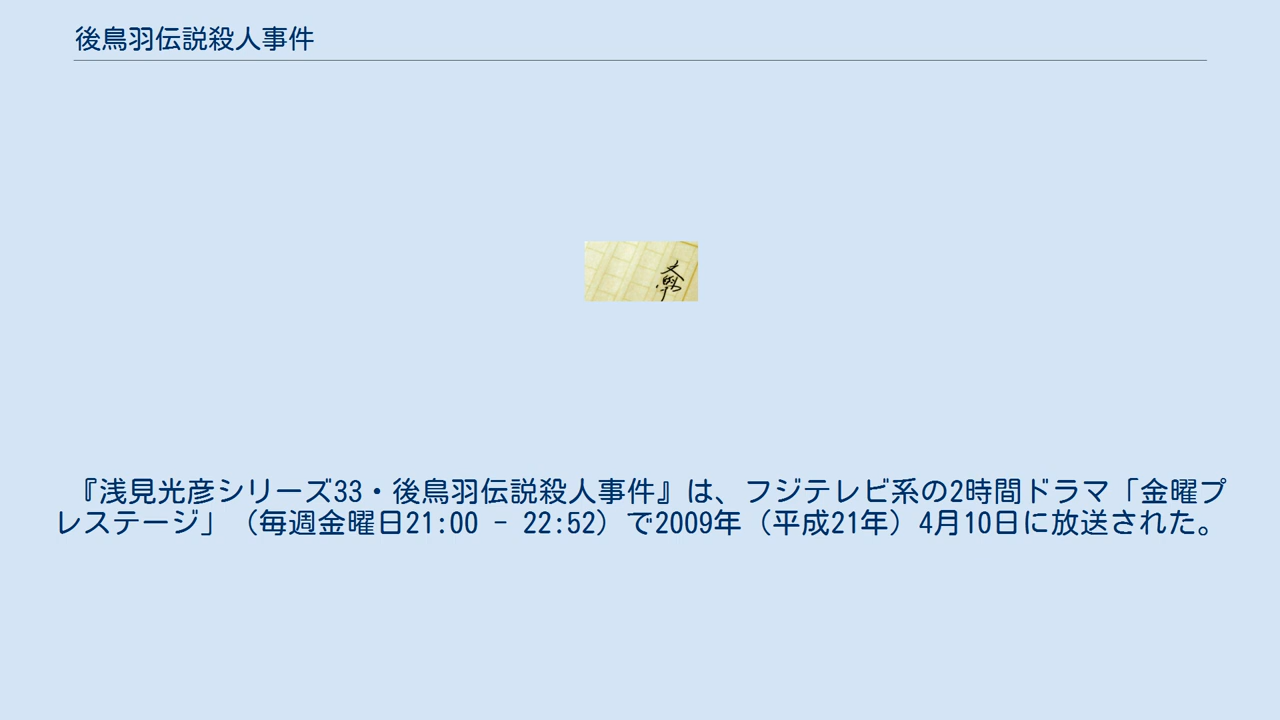 後鳥羽伝説殺人事件
『浅見光彦シリーズ33・後鳥羽伝説殺人事件』は、フジテレビ系の2時間ドラマ「金曜プ
レステージ」（毎週金曜日21:00 - 22:52）で2009年（平成21年）4月10日に放送された。